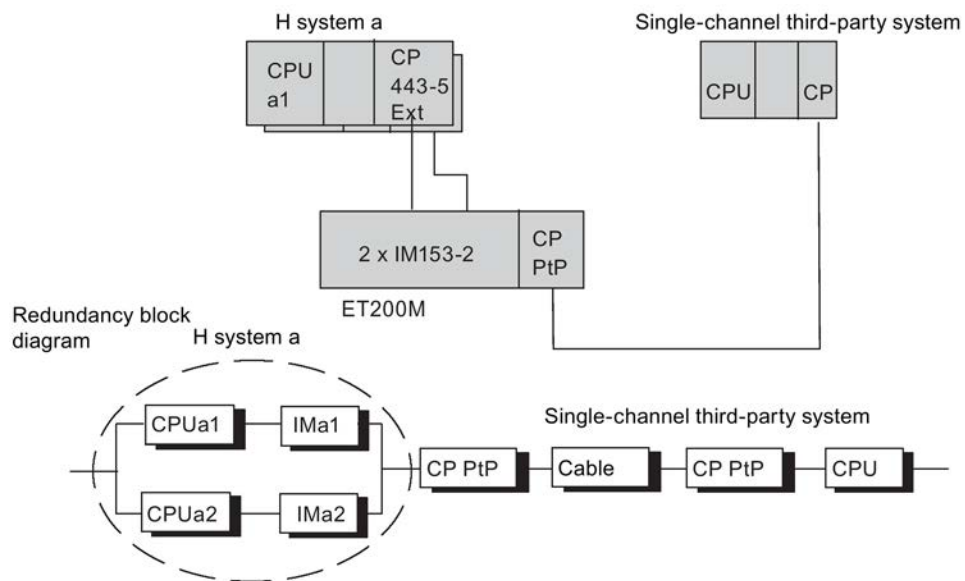 H system a
Single-channel third-party system
CPU
a1
CP
443-5
Ext
CPU
CP
2 x IM153-2
CP
PtP
ET200M
Redundancy block
diagram
H system a
Single-channel third-party system
CPUa1
IMa1
CP PtP
Cable
CP PtP
CPU
CPUa2
IMa2